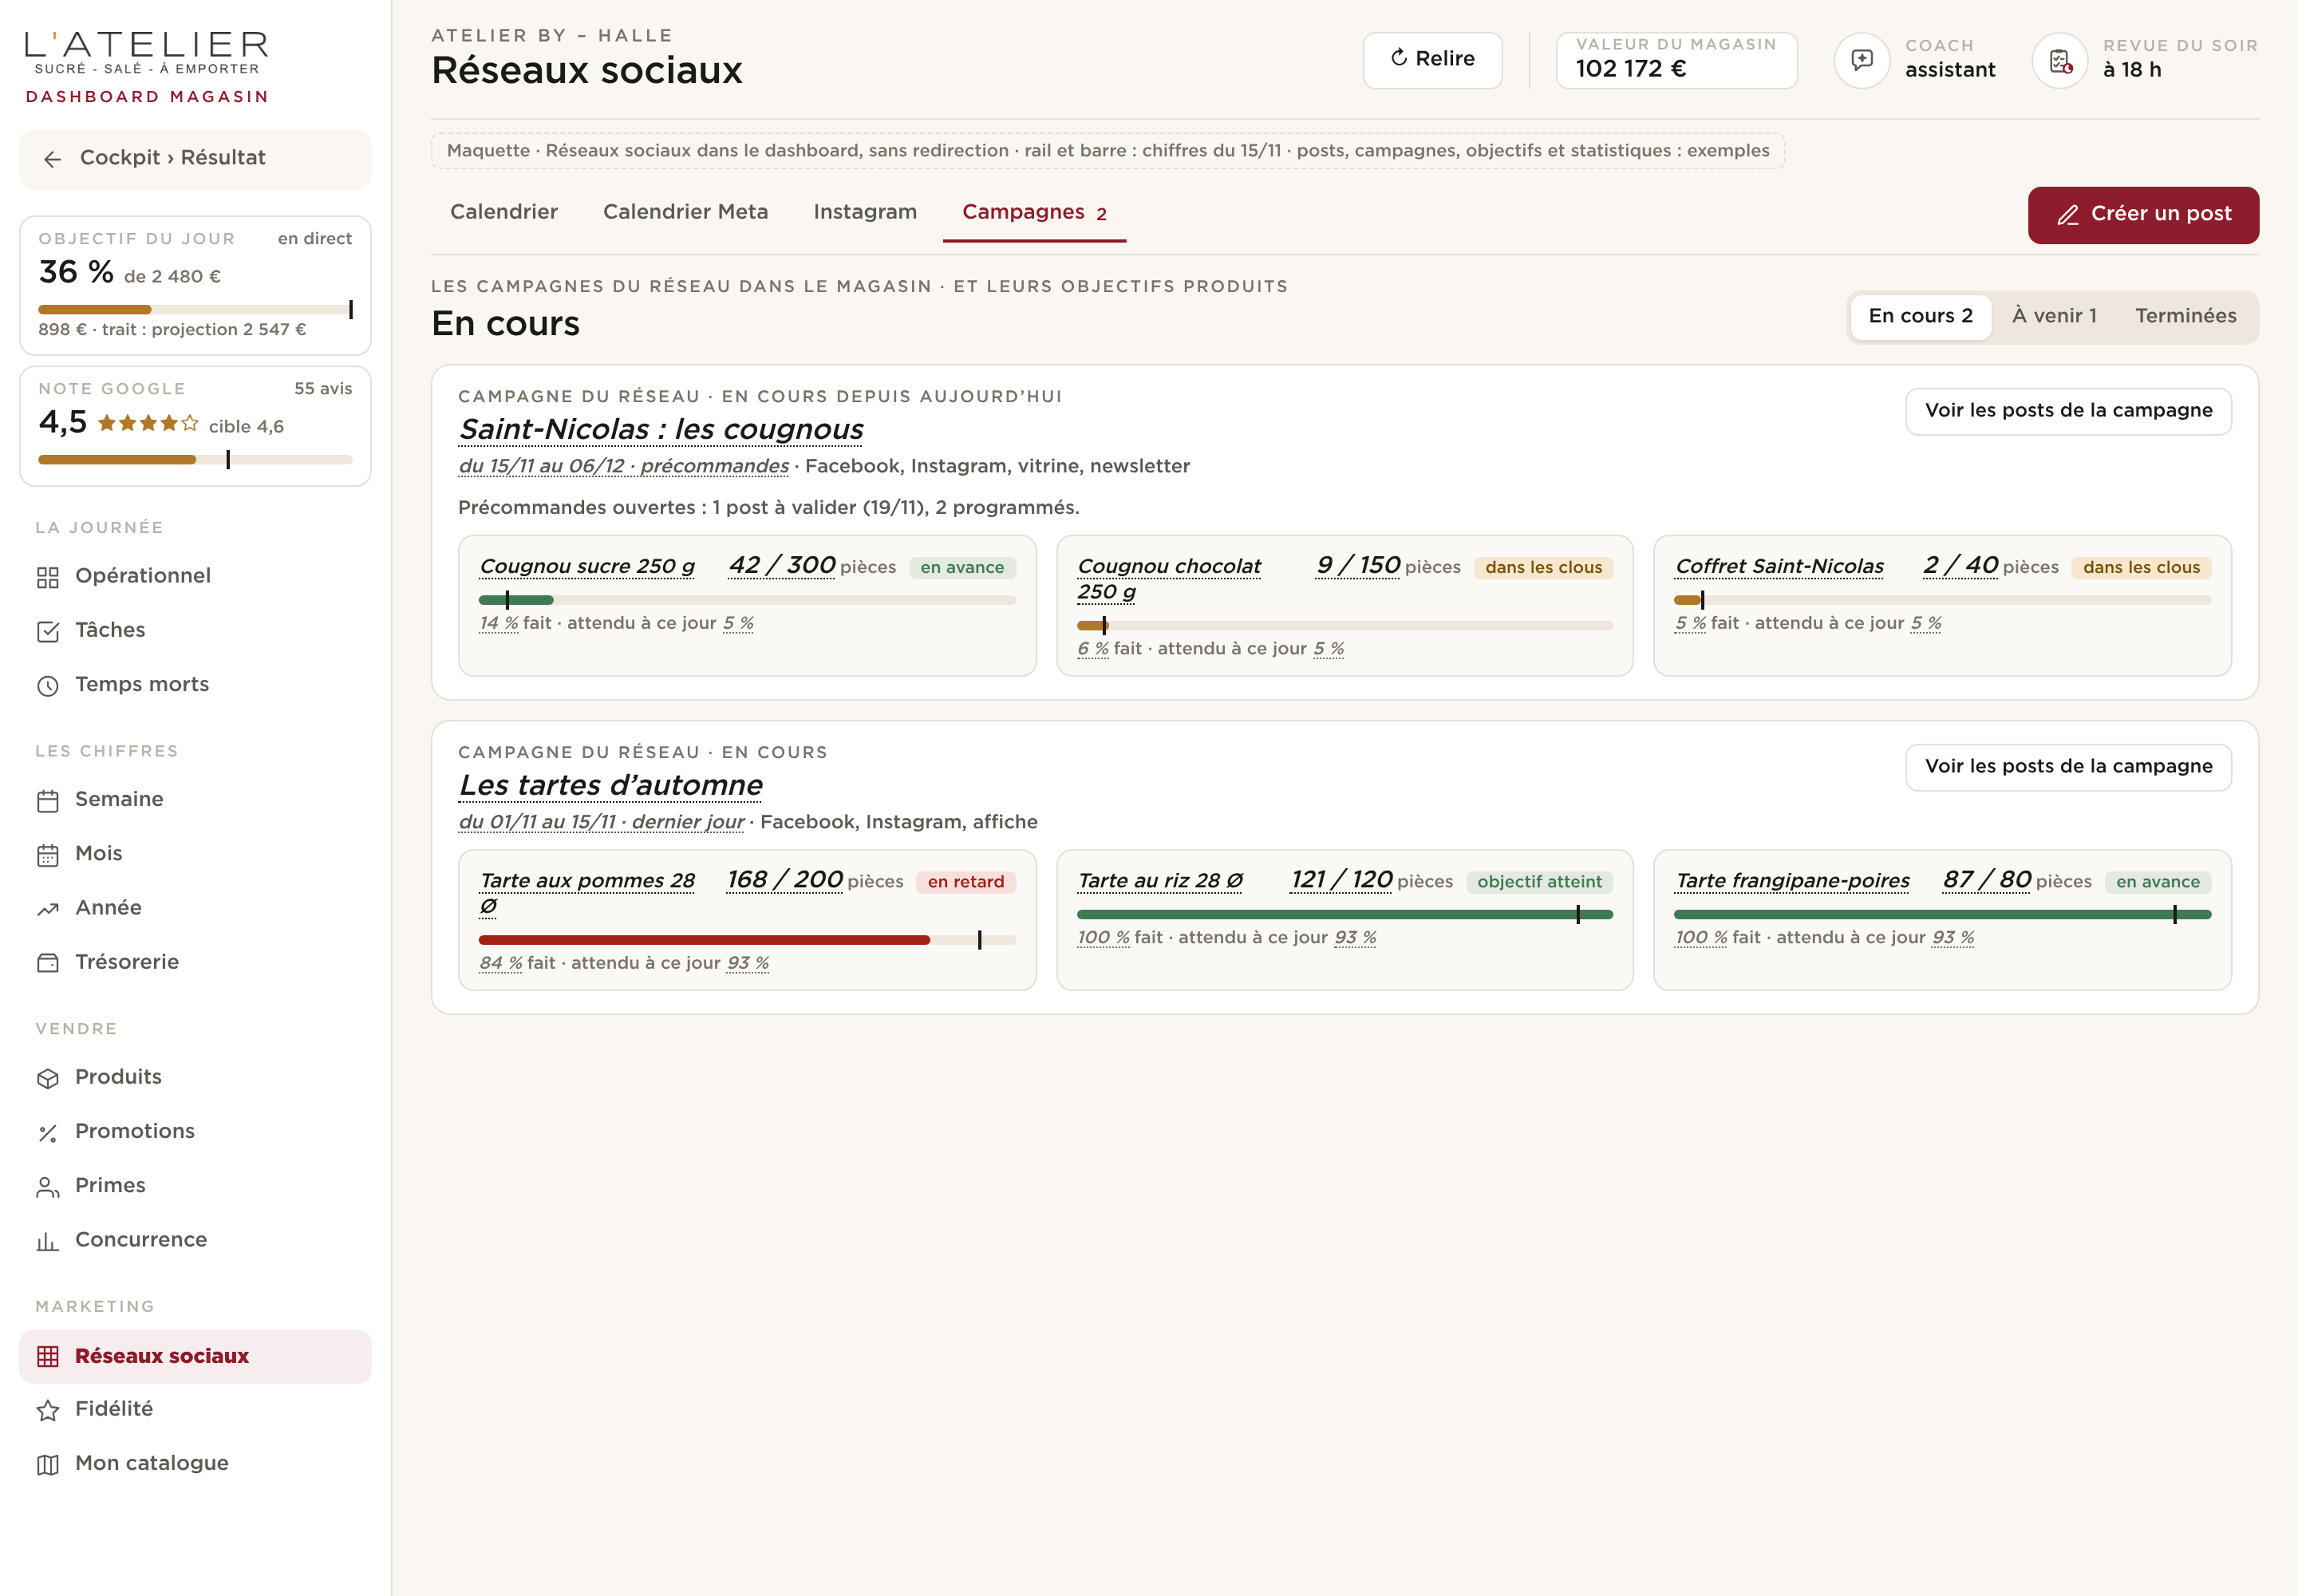 L'ATELIER
SUCRÉ - SALÉ - À EMPORTER
DASHBOARD MAGASIN
Cockpit › Résultat
OBJECTIF DU JOUR en direct
36 % de 2 480 €
898 € · trait : projection 2 547 €
NOTE GOOGLE 55 avis
4,5 cible 4,6
LA JOURNÉE
Opérationnel
Tâches
Temps morts
LES CHIFFRES
Semaine
Mois
Année
Trésorerie
VENDRE
Produits
Promotions
Primes
Concurrence
MARKETING
Réseaux sociaux
Fidélité
Mon catalogue
ATELIER BY – HALLE
Réseaux sociaux
Relire
VALEUR DU MAGASIN
102 172 €
COACH
assistant
REVUE DU SOIR
à 18 h
Maquette · Réseaux sociaux dans le dashboard, sans redirection · rail et barre : chiffres du 15/11 · posts, campagnes, objectifs et statistiques : exemples
Calendrier Calendrier Meta Instagram Campagnes 2
Créer un post
LES CAMPAGNES DU RÉSEAU DANS LE MAGASIN · ET LEURS OBJECTIFS PRODUITS
En cours
En cours 2 À venir 1 Terminées
CAMPAGNE DU RÉSEAU · EN COURS DEPUIS AUJOURD’HUI
Saint-Nicolas : les cougnous
du 15/11 au 06/12 · précommandes · Facebook, Instagram, vitrine, newsletter
Voir les posts de la campagne
Précommandes ouvertes : 1 post à valider (19/11), 2 programmés.
Cougnou sucre 250 g 42 / 300 pièces en avance
14 % fait · attendu à ce jour 5 %
Cougnou chocolat 9 / 150 pièces dans les clous
250 g
6 % fait · attendu à ce jour 5 %
Coffret Saint-Nicolas 2 / 40 pièces dans les clous
5 % fait · attendu à ce jour 5 %
CAMPAGNE DU RÉSEAU · EN COURS
Les tartes d’automne
du 01/11 au 15/11 · dernier jour · Facebook, Instagram, affiche
Voir les posts de la campagne
Tarte aux pommes 28 168 / 200 pièces en retard
Ø
84 % fait · attendu à ce jour 93 %
Tarte au riz 28 Ø 121 / 120 pièces objectif atteint
100 % fait · attendu à ce jour 93 %
Tarte frangipane-poires 87 / 80 pièces en avance
100 % fait · attendu à ce jour 93 %